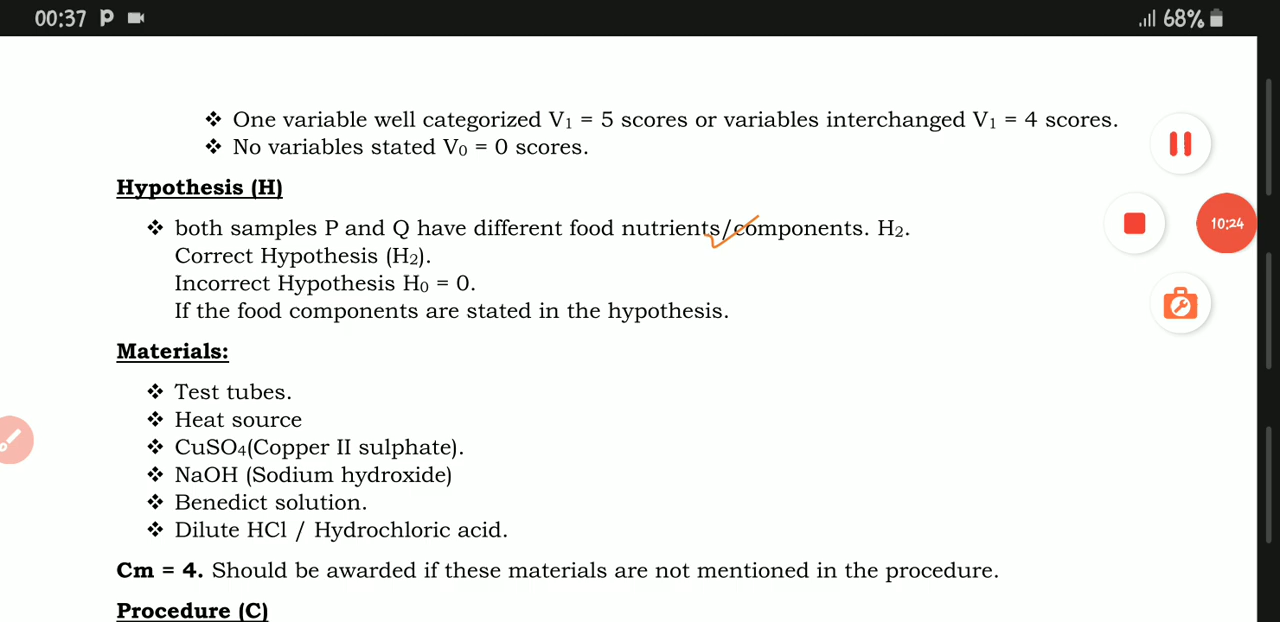 00:37 P 68%
❖ One variable well categorized V₁ = 5 scores or variables interchanged V₁ = 4 scores.
❖ No variables stated V₀ = 0 scores.
Hypothesis (H)
❖ both samples P and Q have different food nutrients/components. H₂.
Correct Hypothesis (H₂).
Incorrect Hypothesis H₀ = 0.
If the food components are stated in the hypothesis.
10:24
Materials:
❖ Test tubes.
❖ Heat source
❖ CuSO₄(Copper II sulphate).
❖ NaOH (Sodium hydroxide)
❖ Benedict solution.
❖ Dilute HCl / Hydrochloric acid.
Cm = 4. Should be awarded if these materials are not mentioned in the procedure.
Procedure (C)